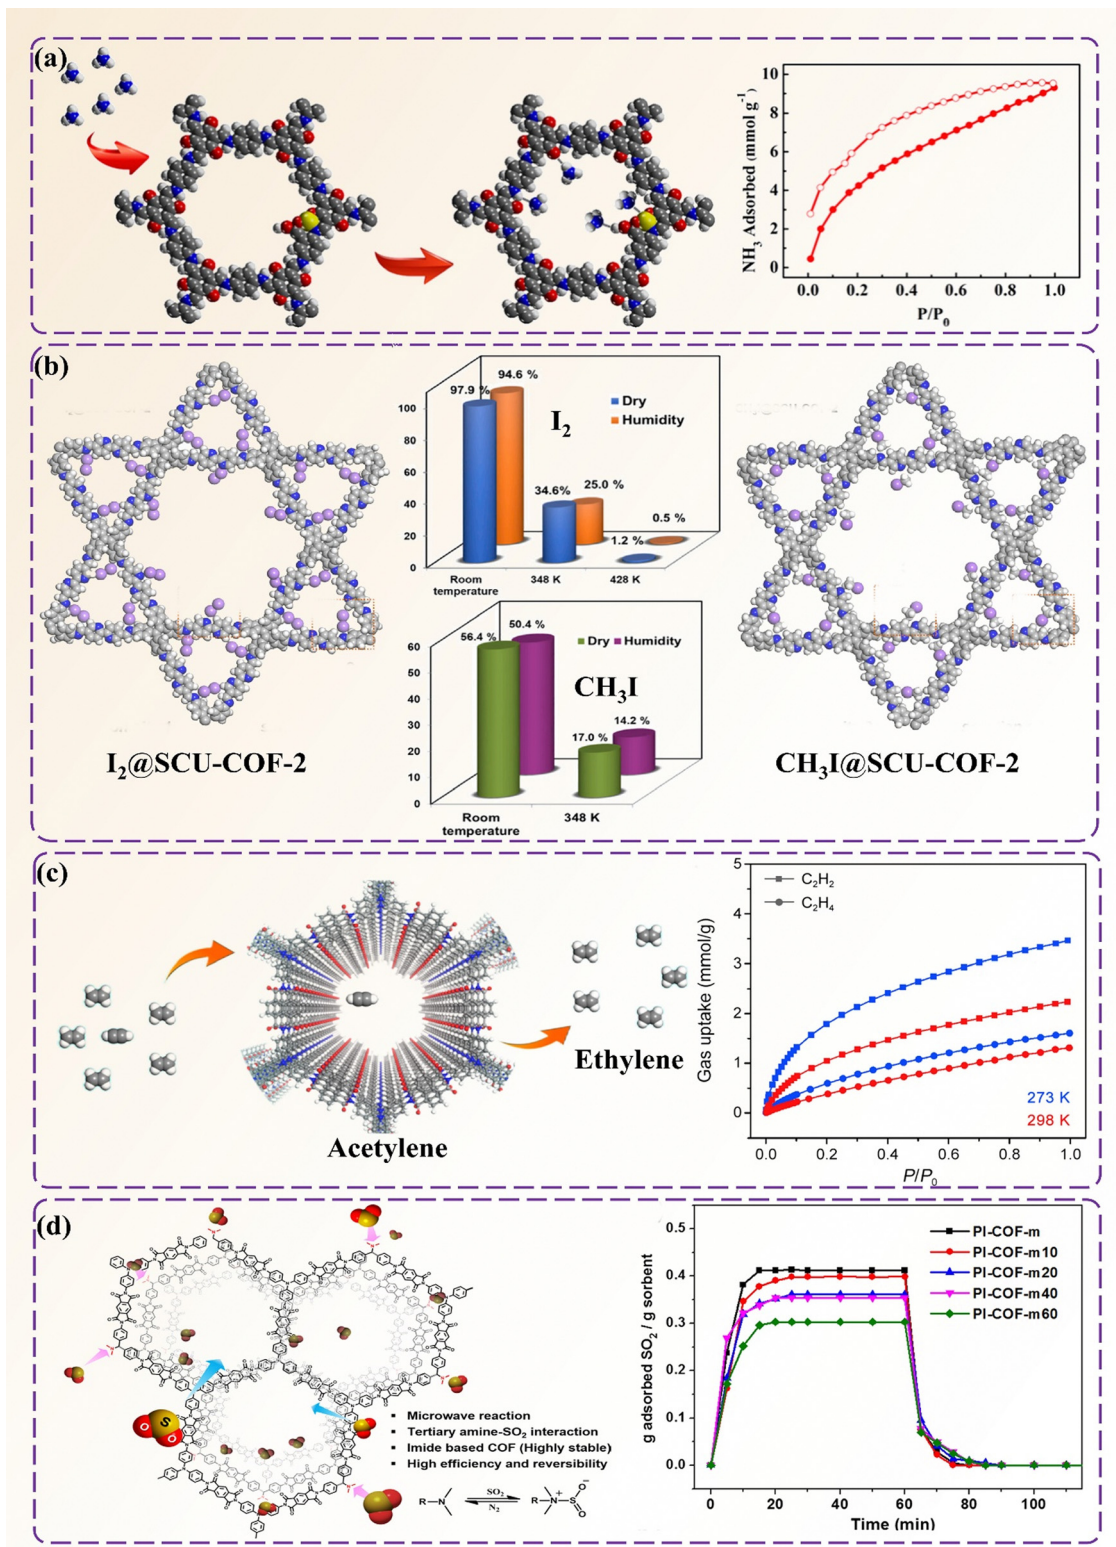 (a)
NH3 Adsorbed (mmol g-1)
10
8
6
4
2
0
0.0 0.2 0.4 0.6 0.8 1.0
P/P0
(b)
97.9 %
94.6 %
I2
Dry
Humidity
34.6%
25.0 %
1.2 %
0.5 %
100
80
60
40
20
0
Room temperature
348 K
428 K
56.4 %
50.4 %
Dry Humidity
CH3I
17.0 %
14.2 %
60
50
40
30
20
10
0
Room temperature
348 K
I2@SCU-COF-2
CH3I@SCU-COF-2
(c)
Acetylene
Ethylene
Gas uptake (mmol/g)
5
4
3
2
1
0
C2H2
C2H4
273 K
298 K
0.0 0.2 0.4 0.6 0.8 1.0
P/P0
(d)
S
O
O
▪ Microwave reaction
▪ Tertiary amine-SO2 interaction
▪ Imide based COF (Highly stable)
▪ High efficiency and reversibility
R-N
SO2
N2
R-N+-S-O-
O
g adsorbed SO2 / g sorbent
0.5
0.4
0.3
0.2
0.1
0.0
PI-COF-m
PI-COF-m10
PI-COF-m20
PI-COF-m40
PI-COF-m60
0 20 40 60 80 100
Time (min)